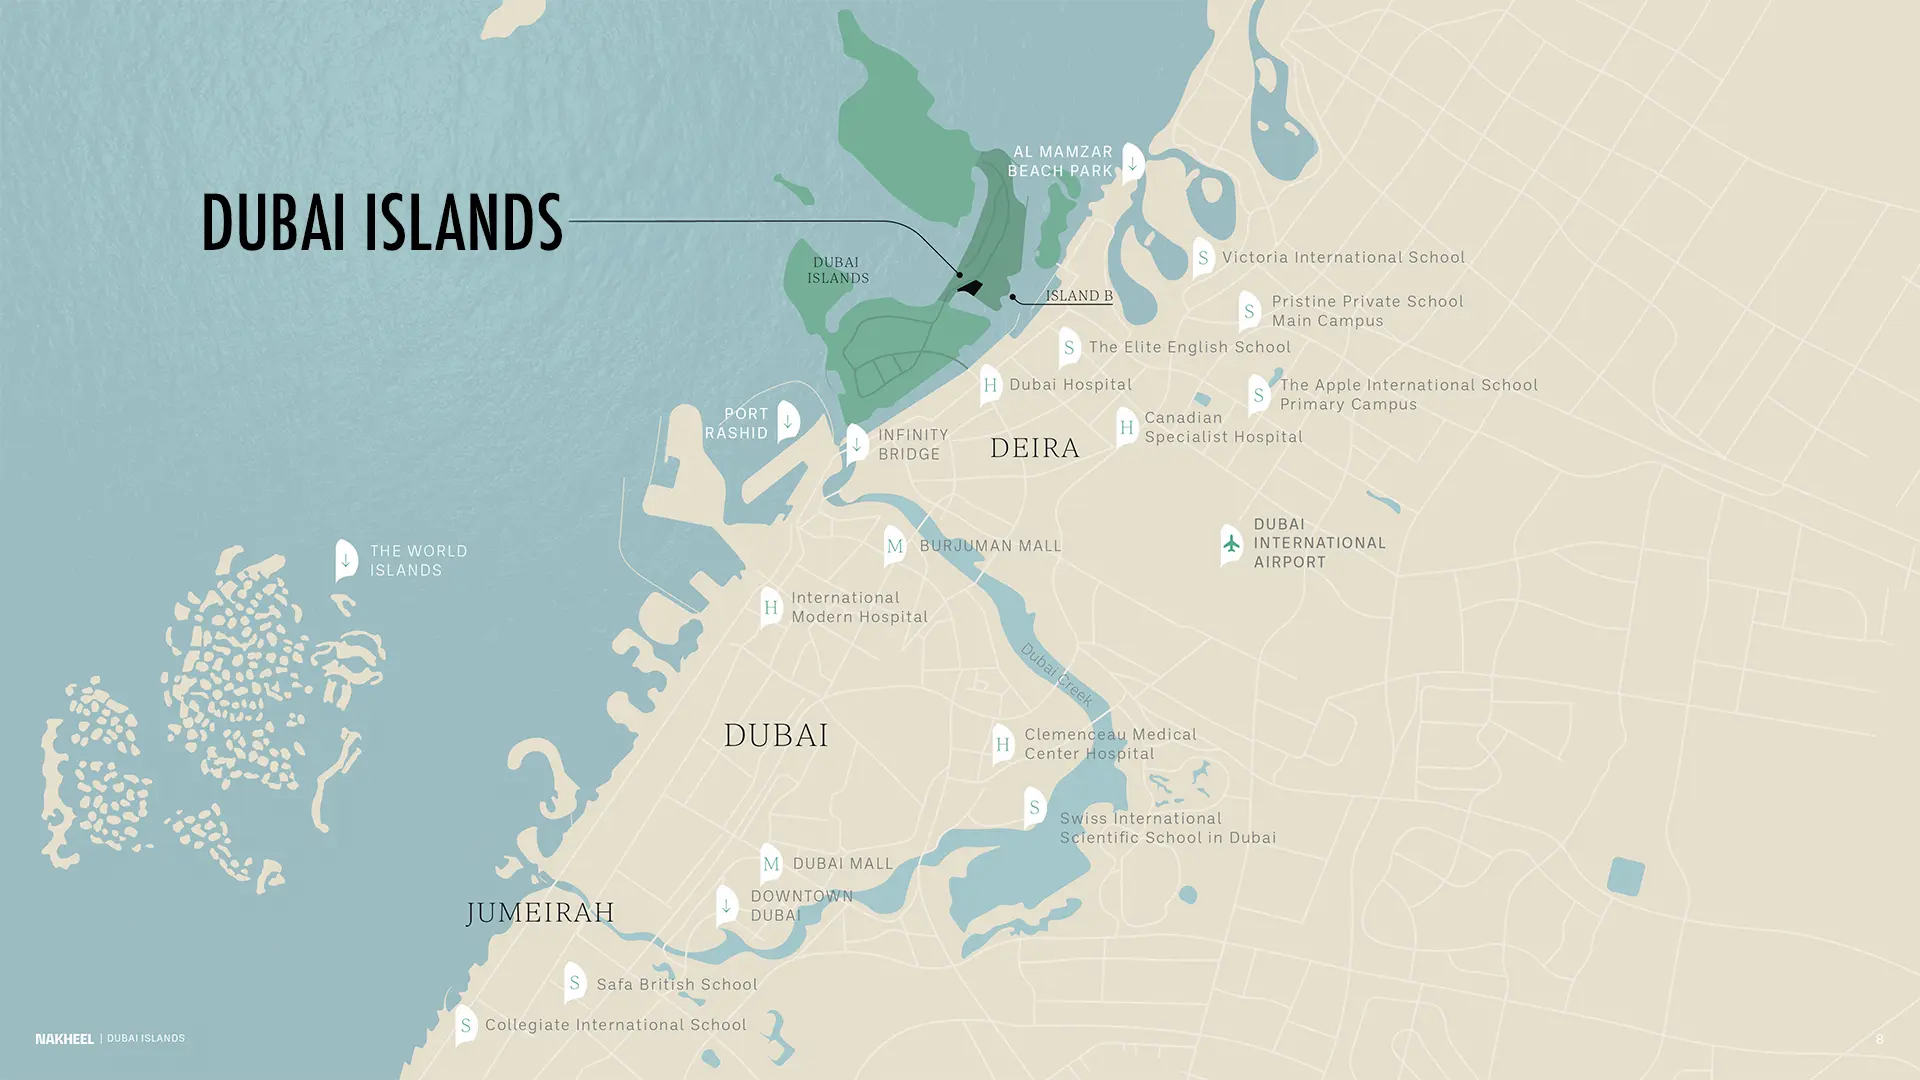 DUBAI ISLANDS
AL MAMZAR
BEACH PARK
DUBAI
ISLANDS
ISLAND B
S
Victoria International School
S
Pristine Private School
Main Campus
S
The Elite English School
H
Dubai Hospital
S
The Apple International School
Primary Campus
H
Canadian
Specialist Hospital
PORT
RASHID
INFINITY
BRIDGE
DEIRA
M
BURJUMAN MALL
DUBAI
INTERNATIONAL
AIRPORT
THE WORLD
ISLANDS
H
International
Modern Hospital
Dubai Creek
DUBAI
H
Clemenceau Medical
Center Hospital
S
Swiss International
Scientific School in Dubai
M
DUBAI MALL
DOWNTOWN
DUBAI
JUMEIRAH
S
Safa British School
S
Collegiate International School
NAKHEEL | DUBAI ISLANDS
8